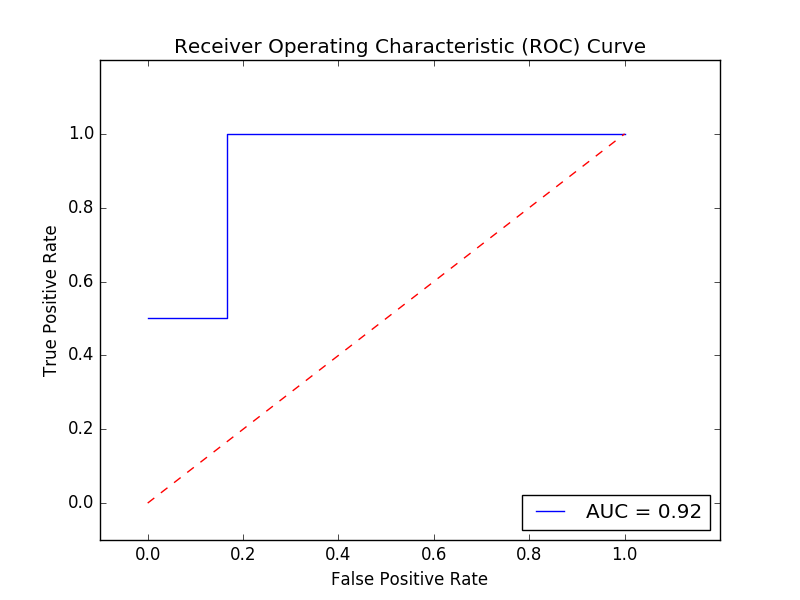 Receiver Operating Characteristic (ROC) Curve
1.0
0.8
0.6
0.4
0.2
0.0
True Positive Rate
AUC = 0.92
0.0 0.2 0.4 0.6 0.8 1.0
False Positive Rate